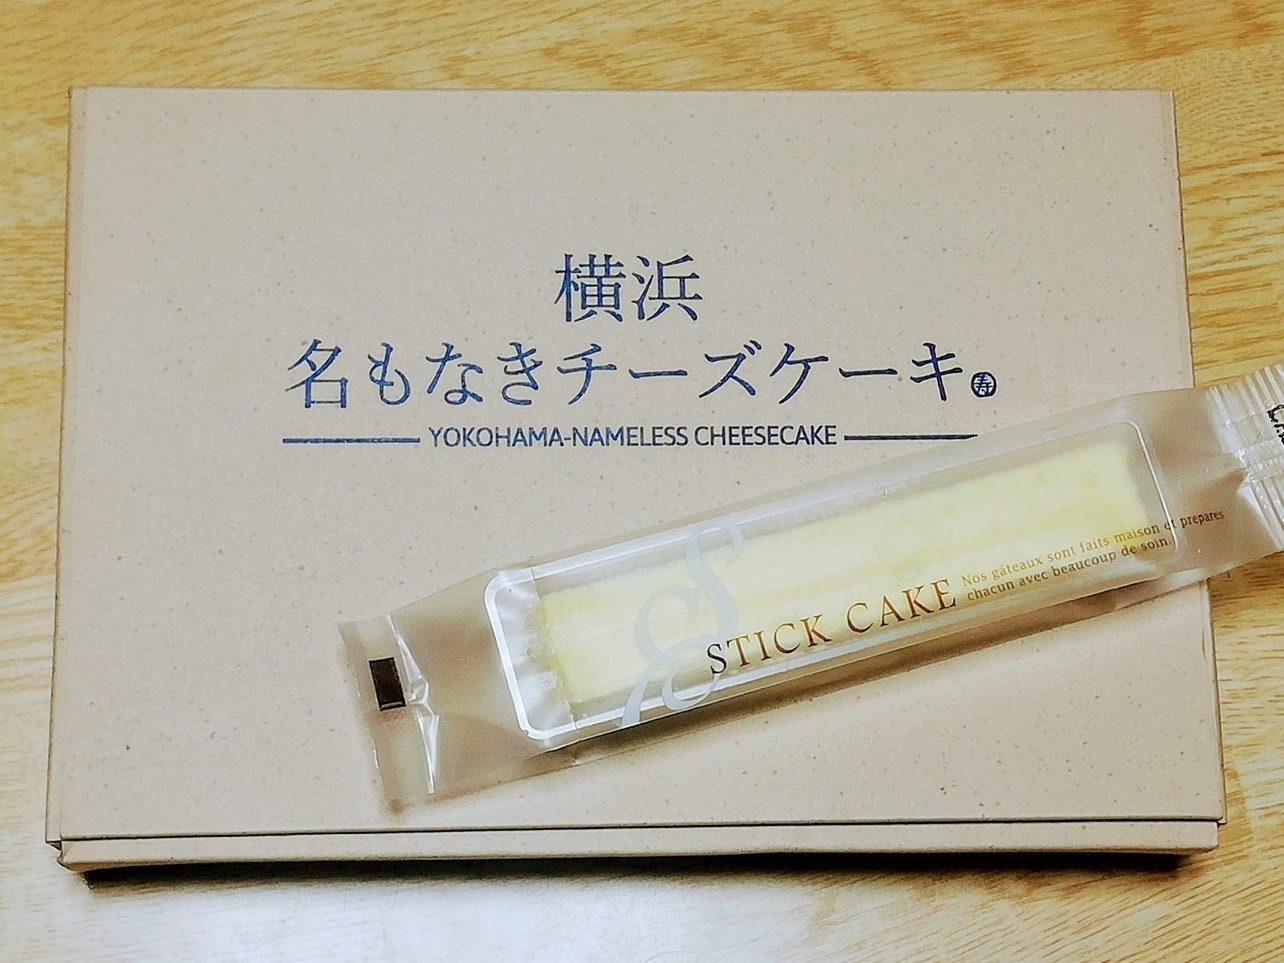 横浜
名もなきチーズケーキ
寿
YOKOHAMA-NAMELESS CHEESECAKE
S
STICK CAKE
Nos gâteaux sont faits maison et prepares
chacun avec beaucoup de soin.